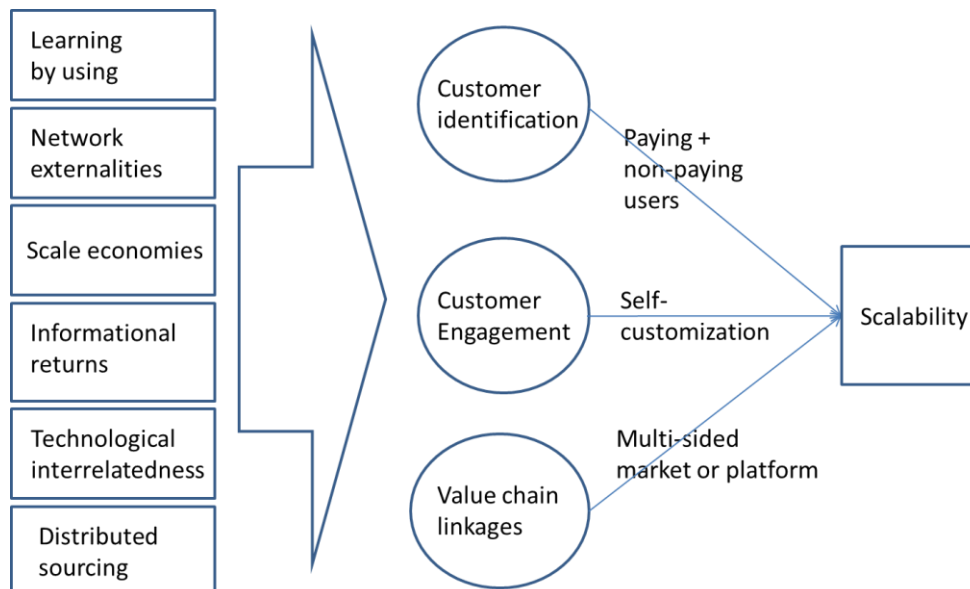 Learning
by using
Network
externalities
Scale economies
Informational
returns
Technological
interrelatedness
Distributed
sourcing
Customer
identification
Paying +
non-paying
users
Customer
Engagement
Self-
customization
Value chain
linkages
Multi-sided
market or platform
Scalability